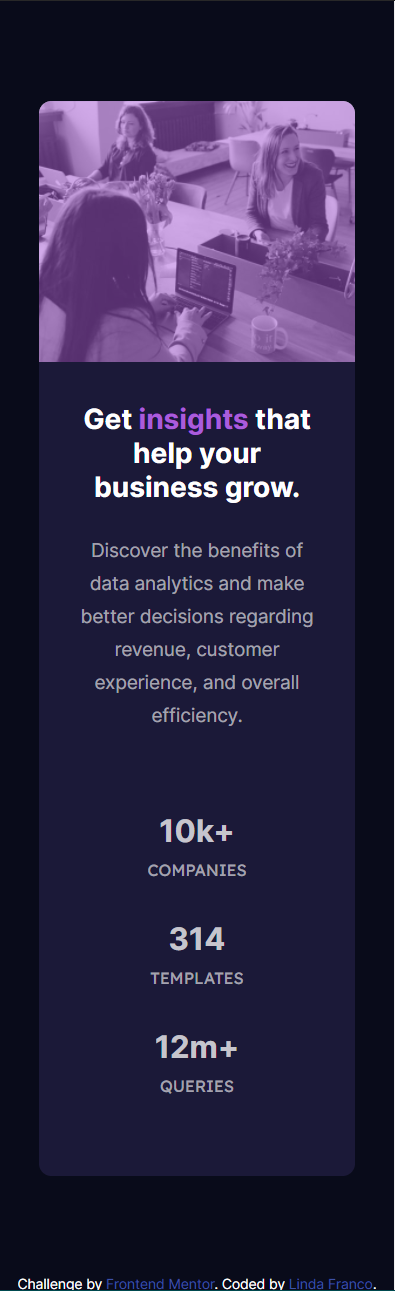 Get insights that
help your
business grow.
Discover the benefits of
data analytics and make
better decisions regarding
revenue, customer
experience, and overall
efficiency.
10k+
COMPANIES
314
TEMPLATES
12m+
QUERIES
Challenge by Frontend Mentor. Coded by Linda Franco.